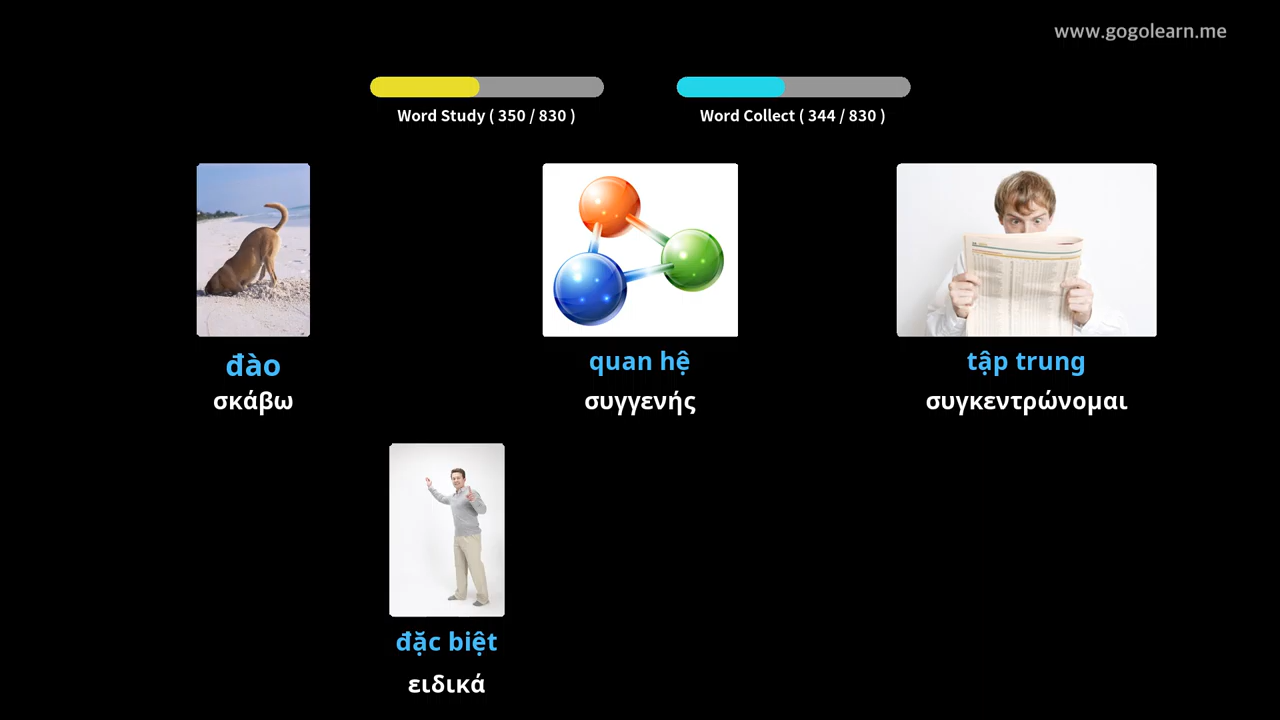 www.gogolearn.me
Word Study ( 350 / 830 )
Word Collect ( 344 / 830 )
đào
σκάβω
quan hệ
συγγενής
tập trung
συγκεντρώνομαι
đặc biệt
ειδικά